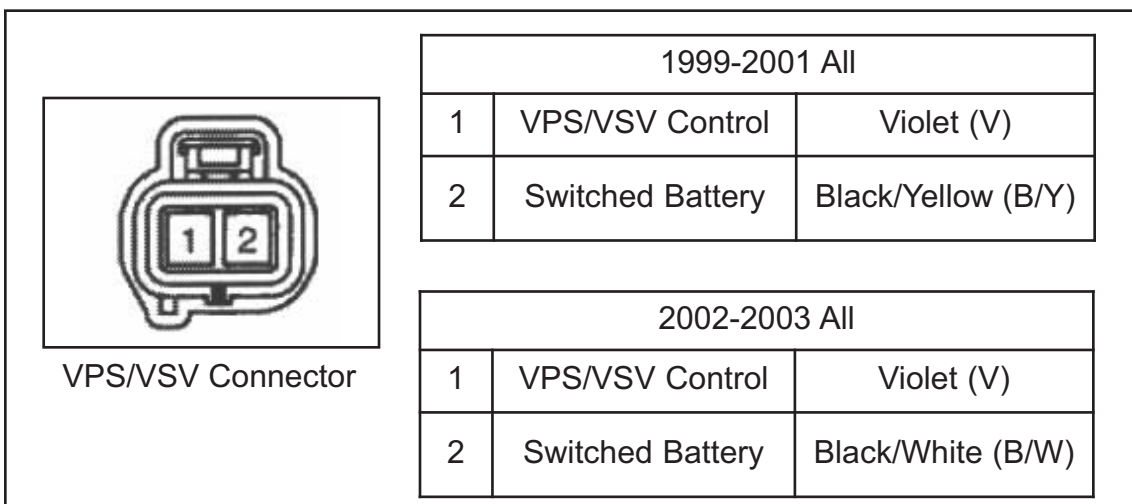 1 2
VPS/VSV Connector
1999-2001 All
1 VPS/VSV Control Violet (V)
2 Switched Battery Black/Yellow (B/Y)
2002-2003 All
1 VPS/VSV Control Violet (V)
2 Switched Battery Black/White (B/W)